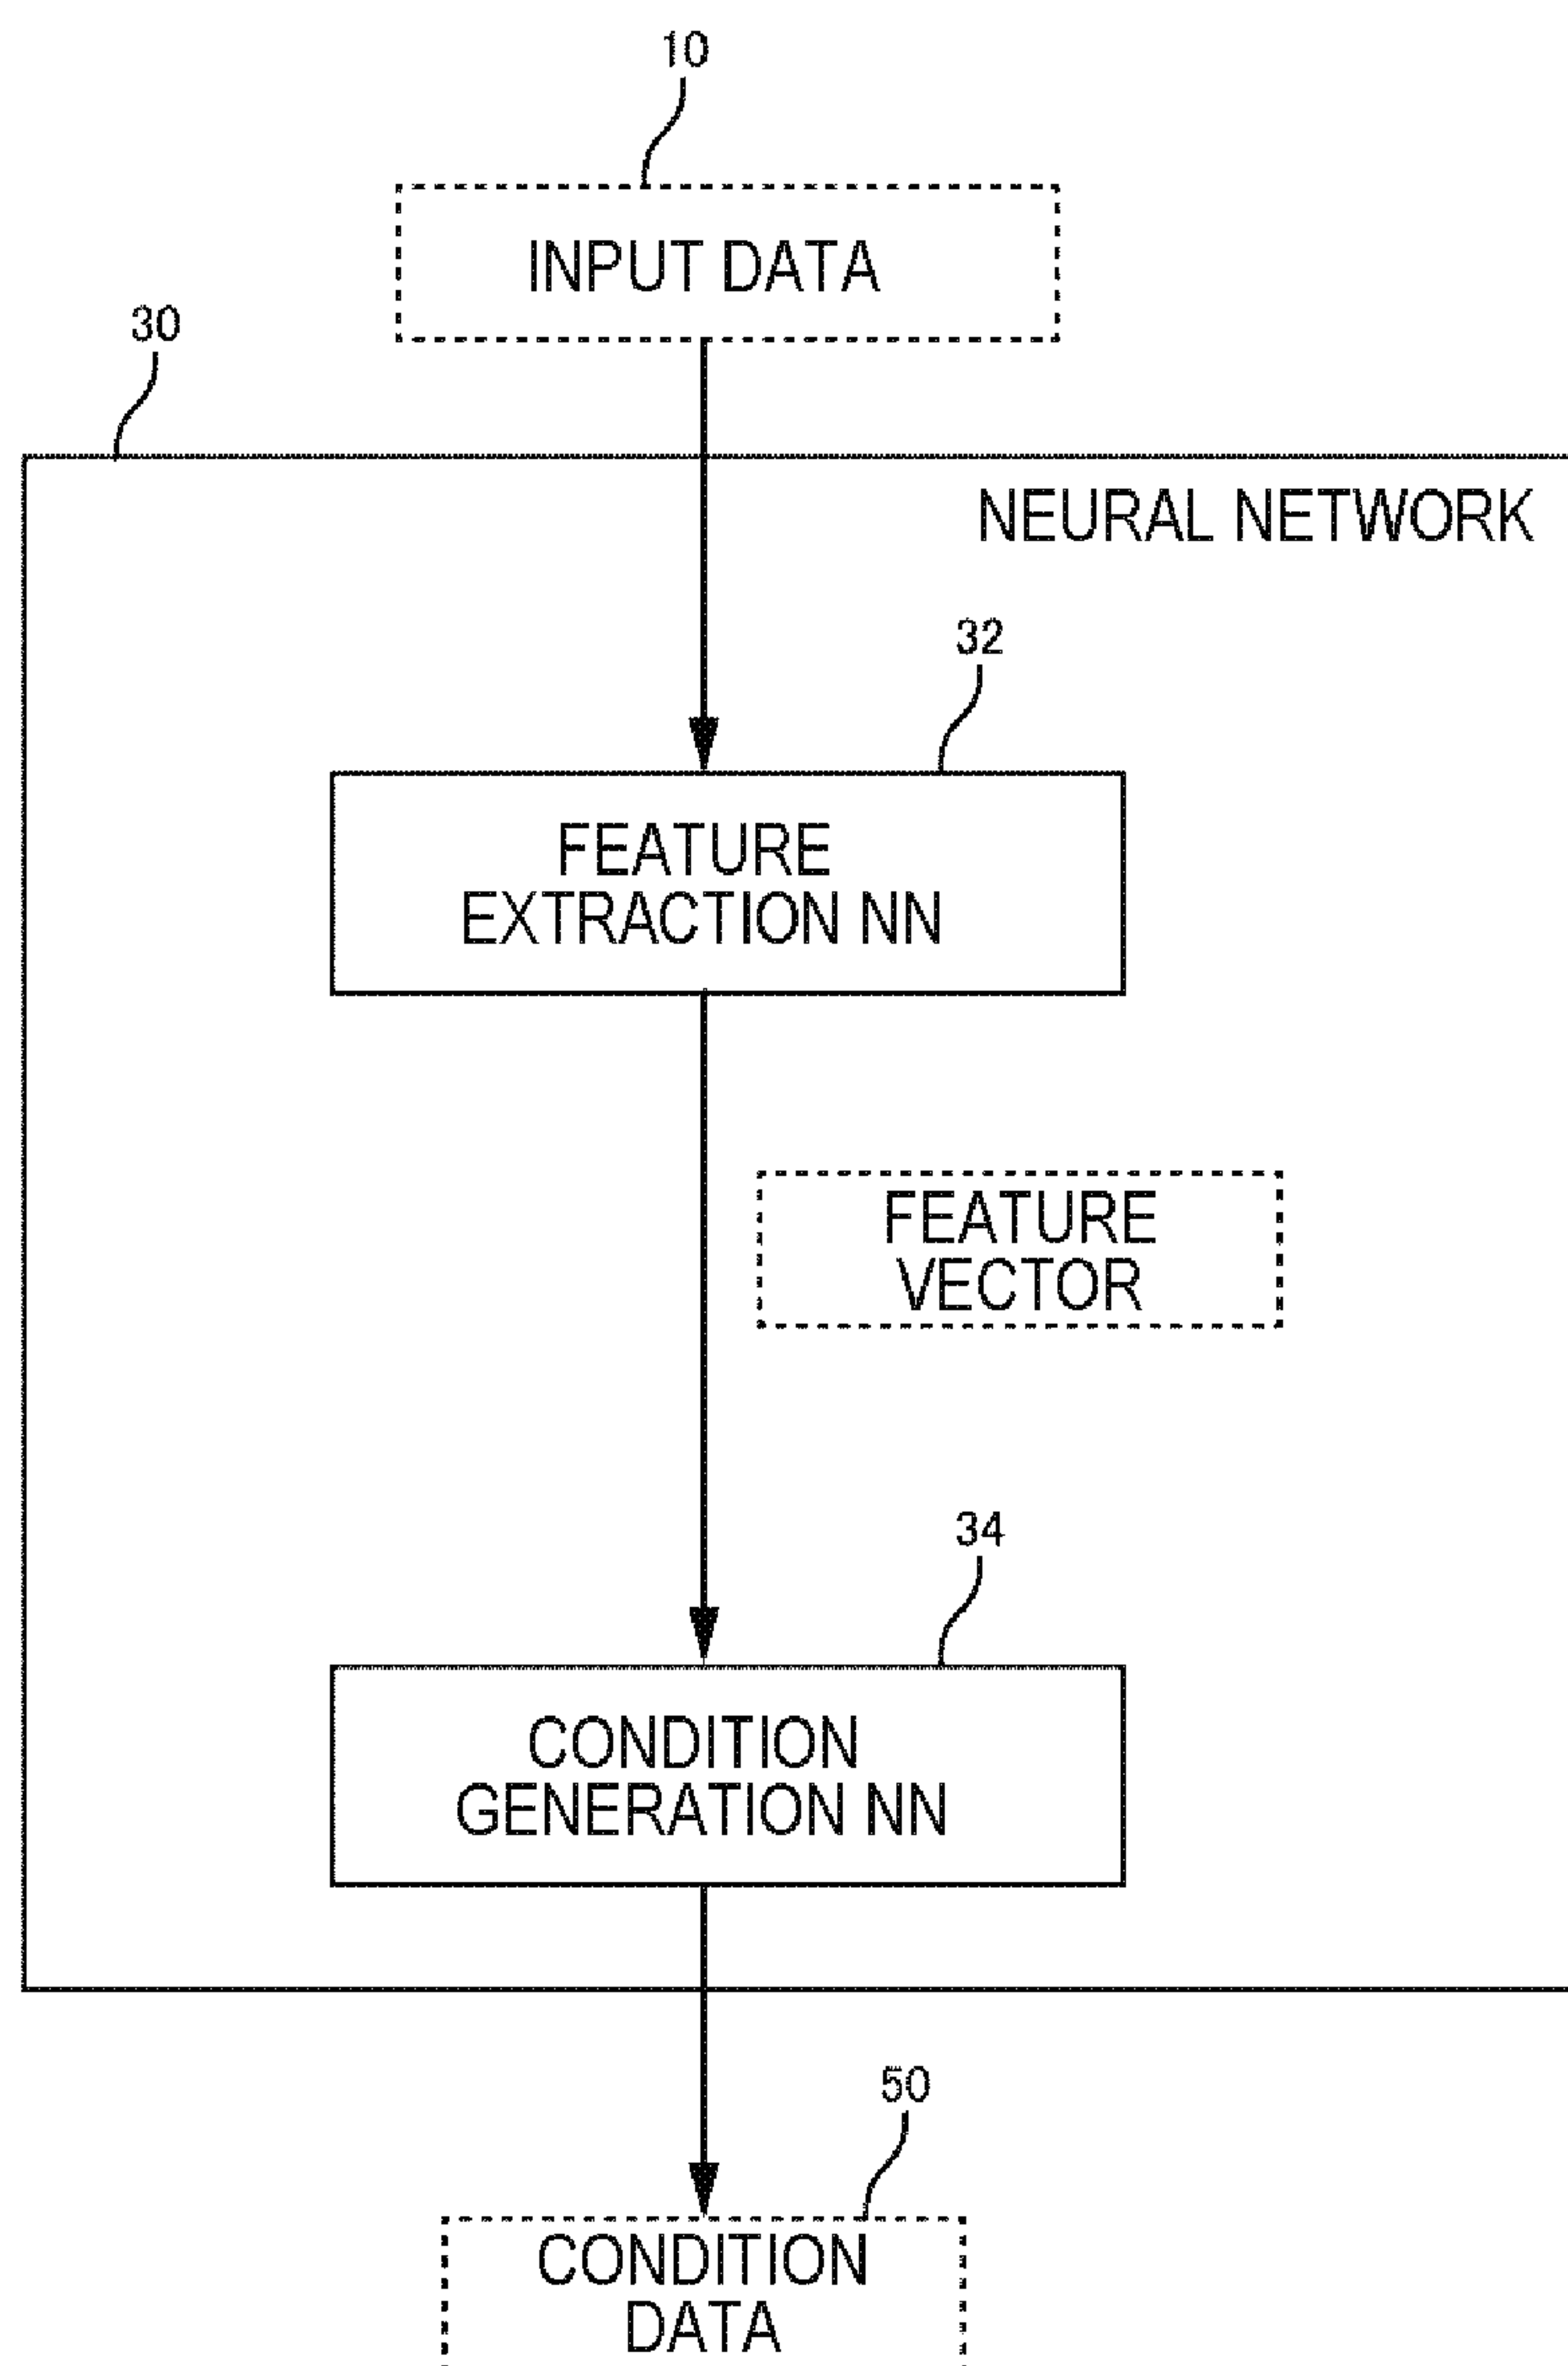 10
INPUT DATA
30
NEURAL NETWORK
32
FEATURE
EXTRACTION NN
FEATURE
VECTOR
34
CONDITION
GENERATION NN
50
CONDITION
DATA